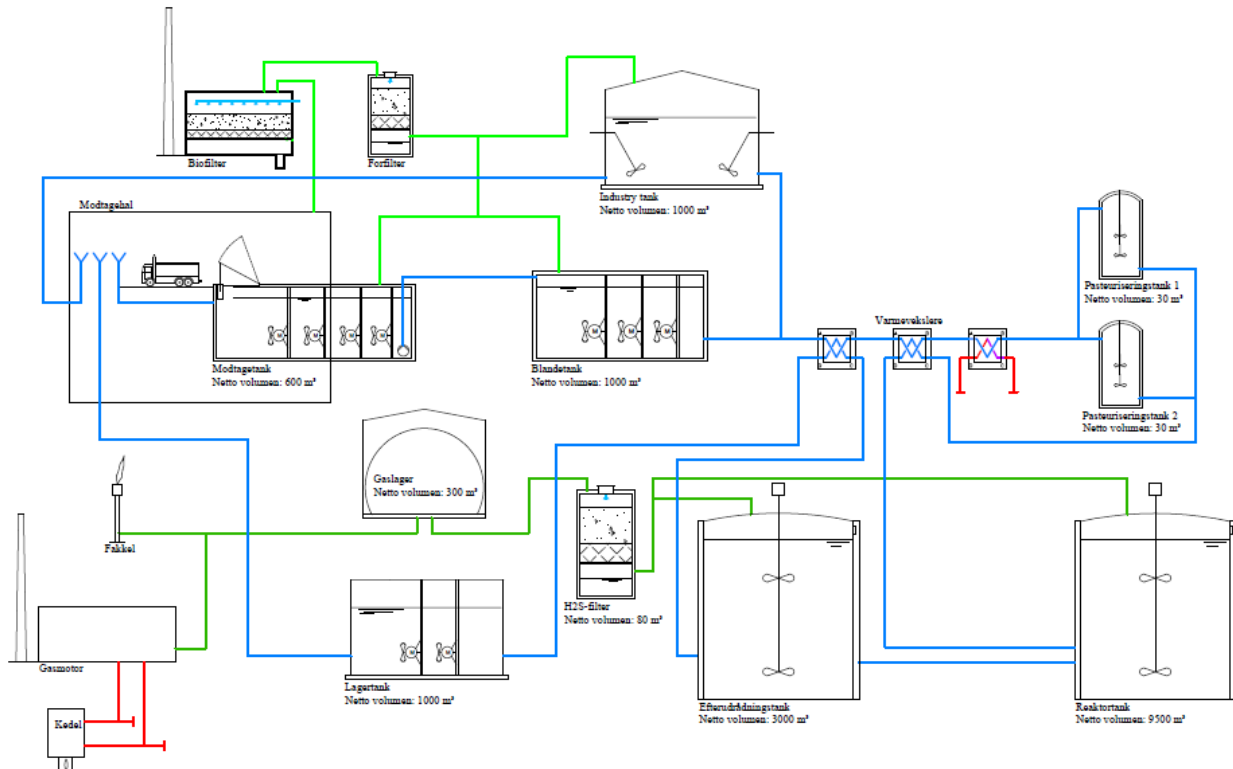 Biofilter
Forfilter
Industry tank
Netto volumen: 1000 m³
Modtagehal
Pasteuriseringstank 1
Netto volumen: 30 m³
Varmevekslere
Modtagetank
Netto volumen: 600 m³
Blandetank
Netto volumen: 1000 m³
Pasteuriseringstank 2
Netto volumen: 30 m³
Gaslager
Netto volumen: 300 m³
Fakkel
H2S-filter
Netto volumen: 80 m³
Gasmotor
Lagertank
Netto volumen: 1000 m³
Efterudrådningstank
Netto volumen: 3000 m³
Reaktortank
Netto volumen: 9500 m³
Kedel
M M M M
M M M
M M